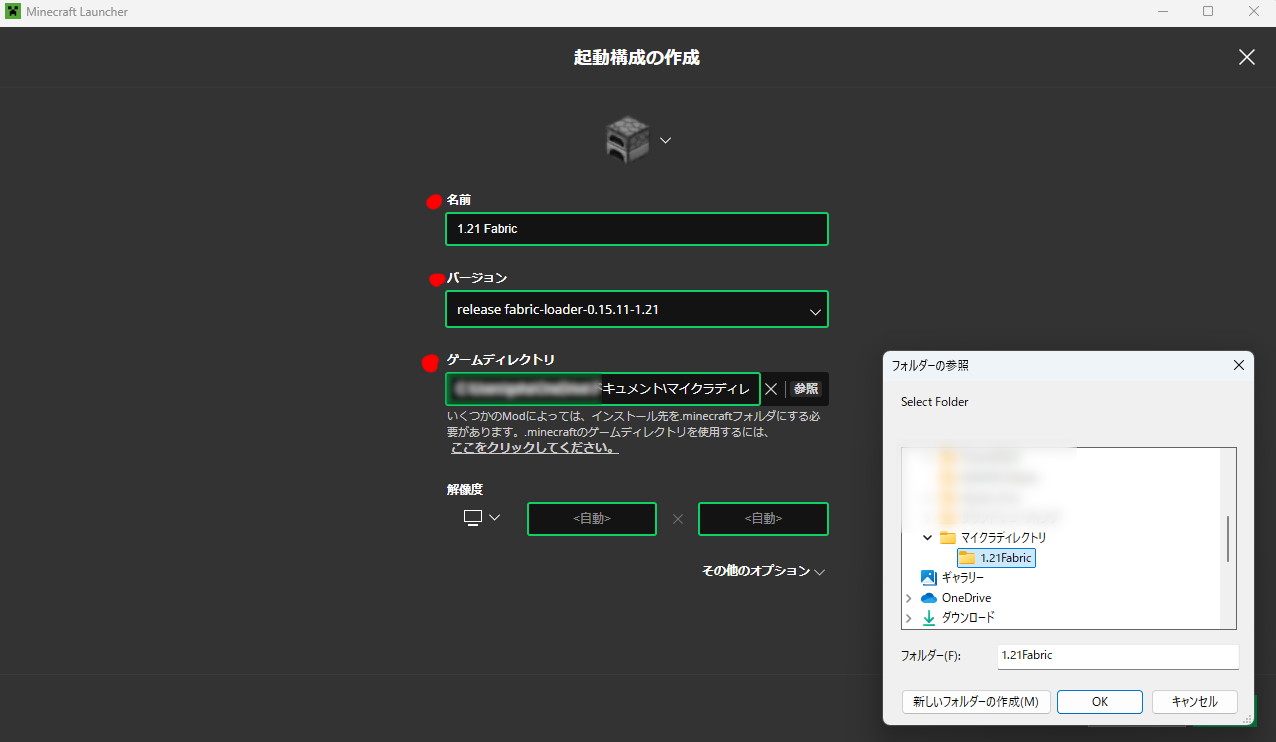 Minecraft Launcher
起動構成の作成
名前
1.21 Fabric
バージョン
release fabric-loader-0.15.11-1.21
ゲームディレクトリ
ドキュメント\マイクラディレ
参照
いくつかのModによっては、インストール先を.minecraftフォルダにする必
要があります。.minecraftのゲームディレクトリを使用するには、
ここをクリックしてください。
解像度
<自動>
<自動>
その他のオプション
フォルダーの参照
Select Folder
マイクラディレクトリ
1.21Fabric
ギャラリー
OneDrive
ダウンロード
フォルダー(F):
1.21Fabric
新しいフォルダーの作成(M)
OK
キャンセル